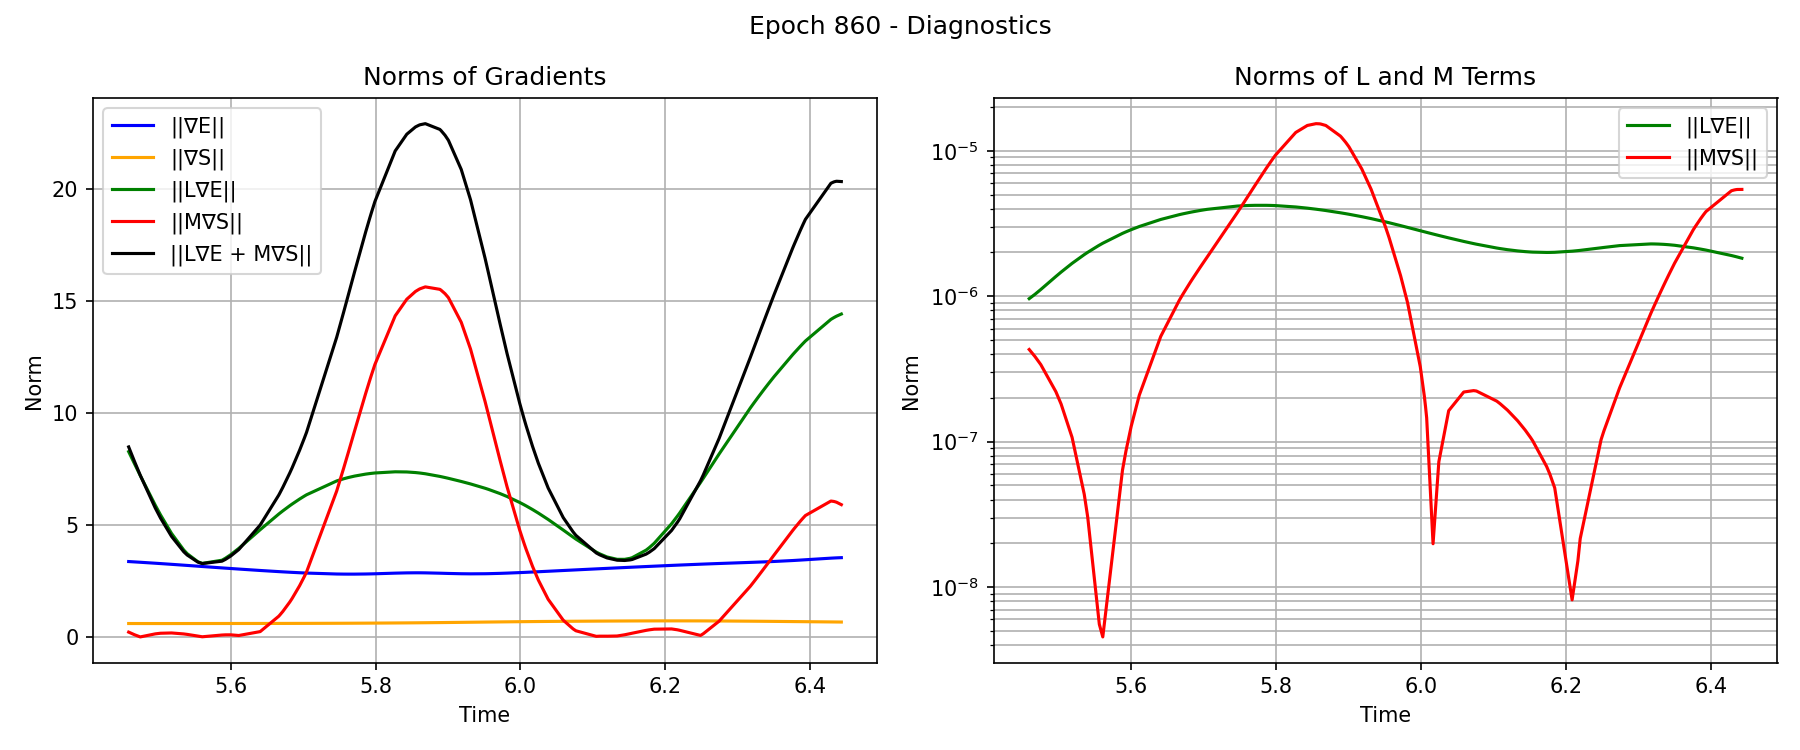 Epoch 860 - Diagnostics
Norms of Gradients
||∇E||
||∇S||
||L∇E||
||M∇S||
||L∇E + M∇S||
20
15
10
5
0
Norm
5.6 5.8 6.0 6.2 6.4
Time
Norms of L and M Terms
||L∇E||
||M∇S||
10⁻⁵
10⁻⁶
10⁻⁷
10⁻⁸
Norm
5.6 5.8 6.0 6.2 6.4
Time